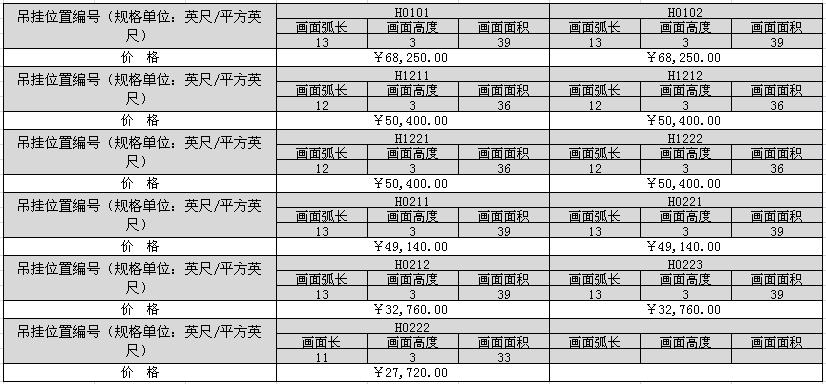 吊挂位置编号（规格单位：英尺/平方英尺） H0101 H0102
画面弧长 画面高度 画面面积 画面弧长 画面高度 画面面积
13 3 39 13 3 39
价 格 ￥68,250.00 ￥68,250.00
吊挂位置编号（规格单位：英尺/平方英尺） H1211 H1212
画面弧长 画面高度 画面面积 画面弧长 画面高度 画面面积
12 3 36 12 3 36
价 格 ￥50,400.00 ￥50,400.00
吊挂位置编号（规格单位：英尺/平方英尺） H1221 H1222
画面弧长 画面高度 画面面积 画面弧长 画面高度 画面面积
12 3 36 12 3 36
价 格 ￥50,400.00 ￥50,400.00
吊挂位置编号（规格单位：英尺/平方英尺） H0211 H0221
画面弧长 画面高度 画面面积 画面弧长 画面高度 画面面积
13 3 39 13 3 39
价 格 ￥49,140.00 ￥49,140.00
吊挂位置编号（规格单位：英尺/平方英尺） H0212 H0223
画面弧长 画面高度 画面面积 画面弧长 画面高度 画面面积
13 3 39 13 3 39
价 格 ￥32,760.00 ￥32,760.00
吊挂位置编号（规格单位：英尺/平方英尺） H0222
画面长 画面高度 画面面积 画面弧长 画面高度 画面面积
11 3 33
价 格 ￥27,720.00